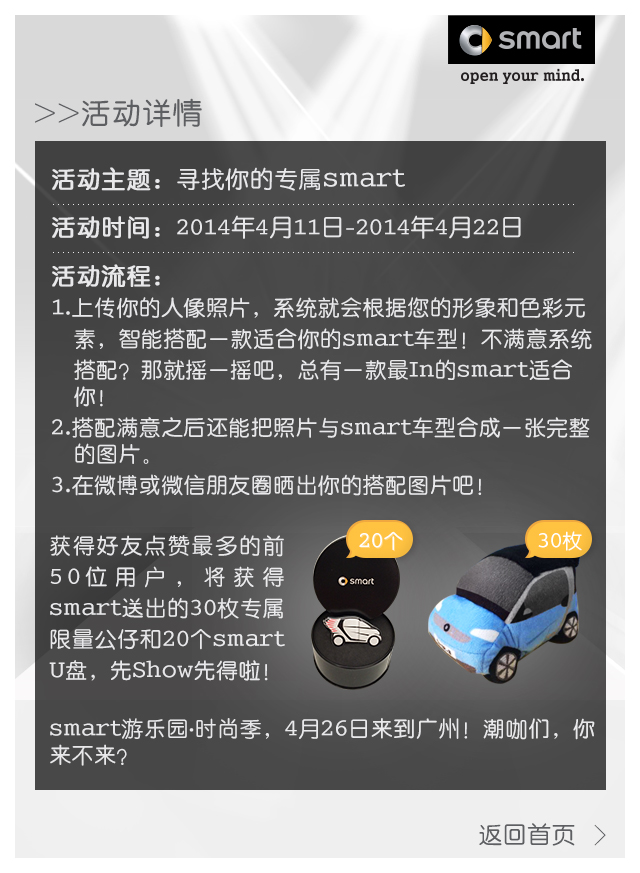 smart
open your mind.
>>活动详情
活动主题：寻找你的专属smart
活动时间：2014年4月11日-2014年4月22日
活动流程：
1.上传你的人像照片，系统就会根据您的形象和色彩元
素，智能搭配一款适合你的smart车型！不满意系统
搭配？那就摇一摇吧，总有一款最In的smart适合
你！
2.搭配满意之后还能把照片与smart车型合成一张完整
的图片。
3.在微博或微信朋友圈晒出你的搭配图片吧！
获得好友点赞最多的前
50位用户，将获得
smart送出的30枚专属
限量公仔和20个smart
U盘，先Show先得啦！
20个
smart
30枚
smart游乐园·时尚季，4月26日来到广州！潮咖们，你
来不来？
返回首页 >